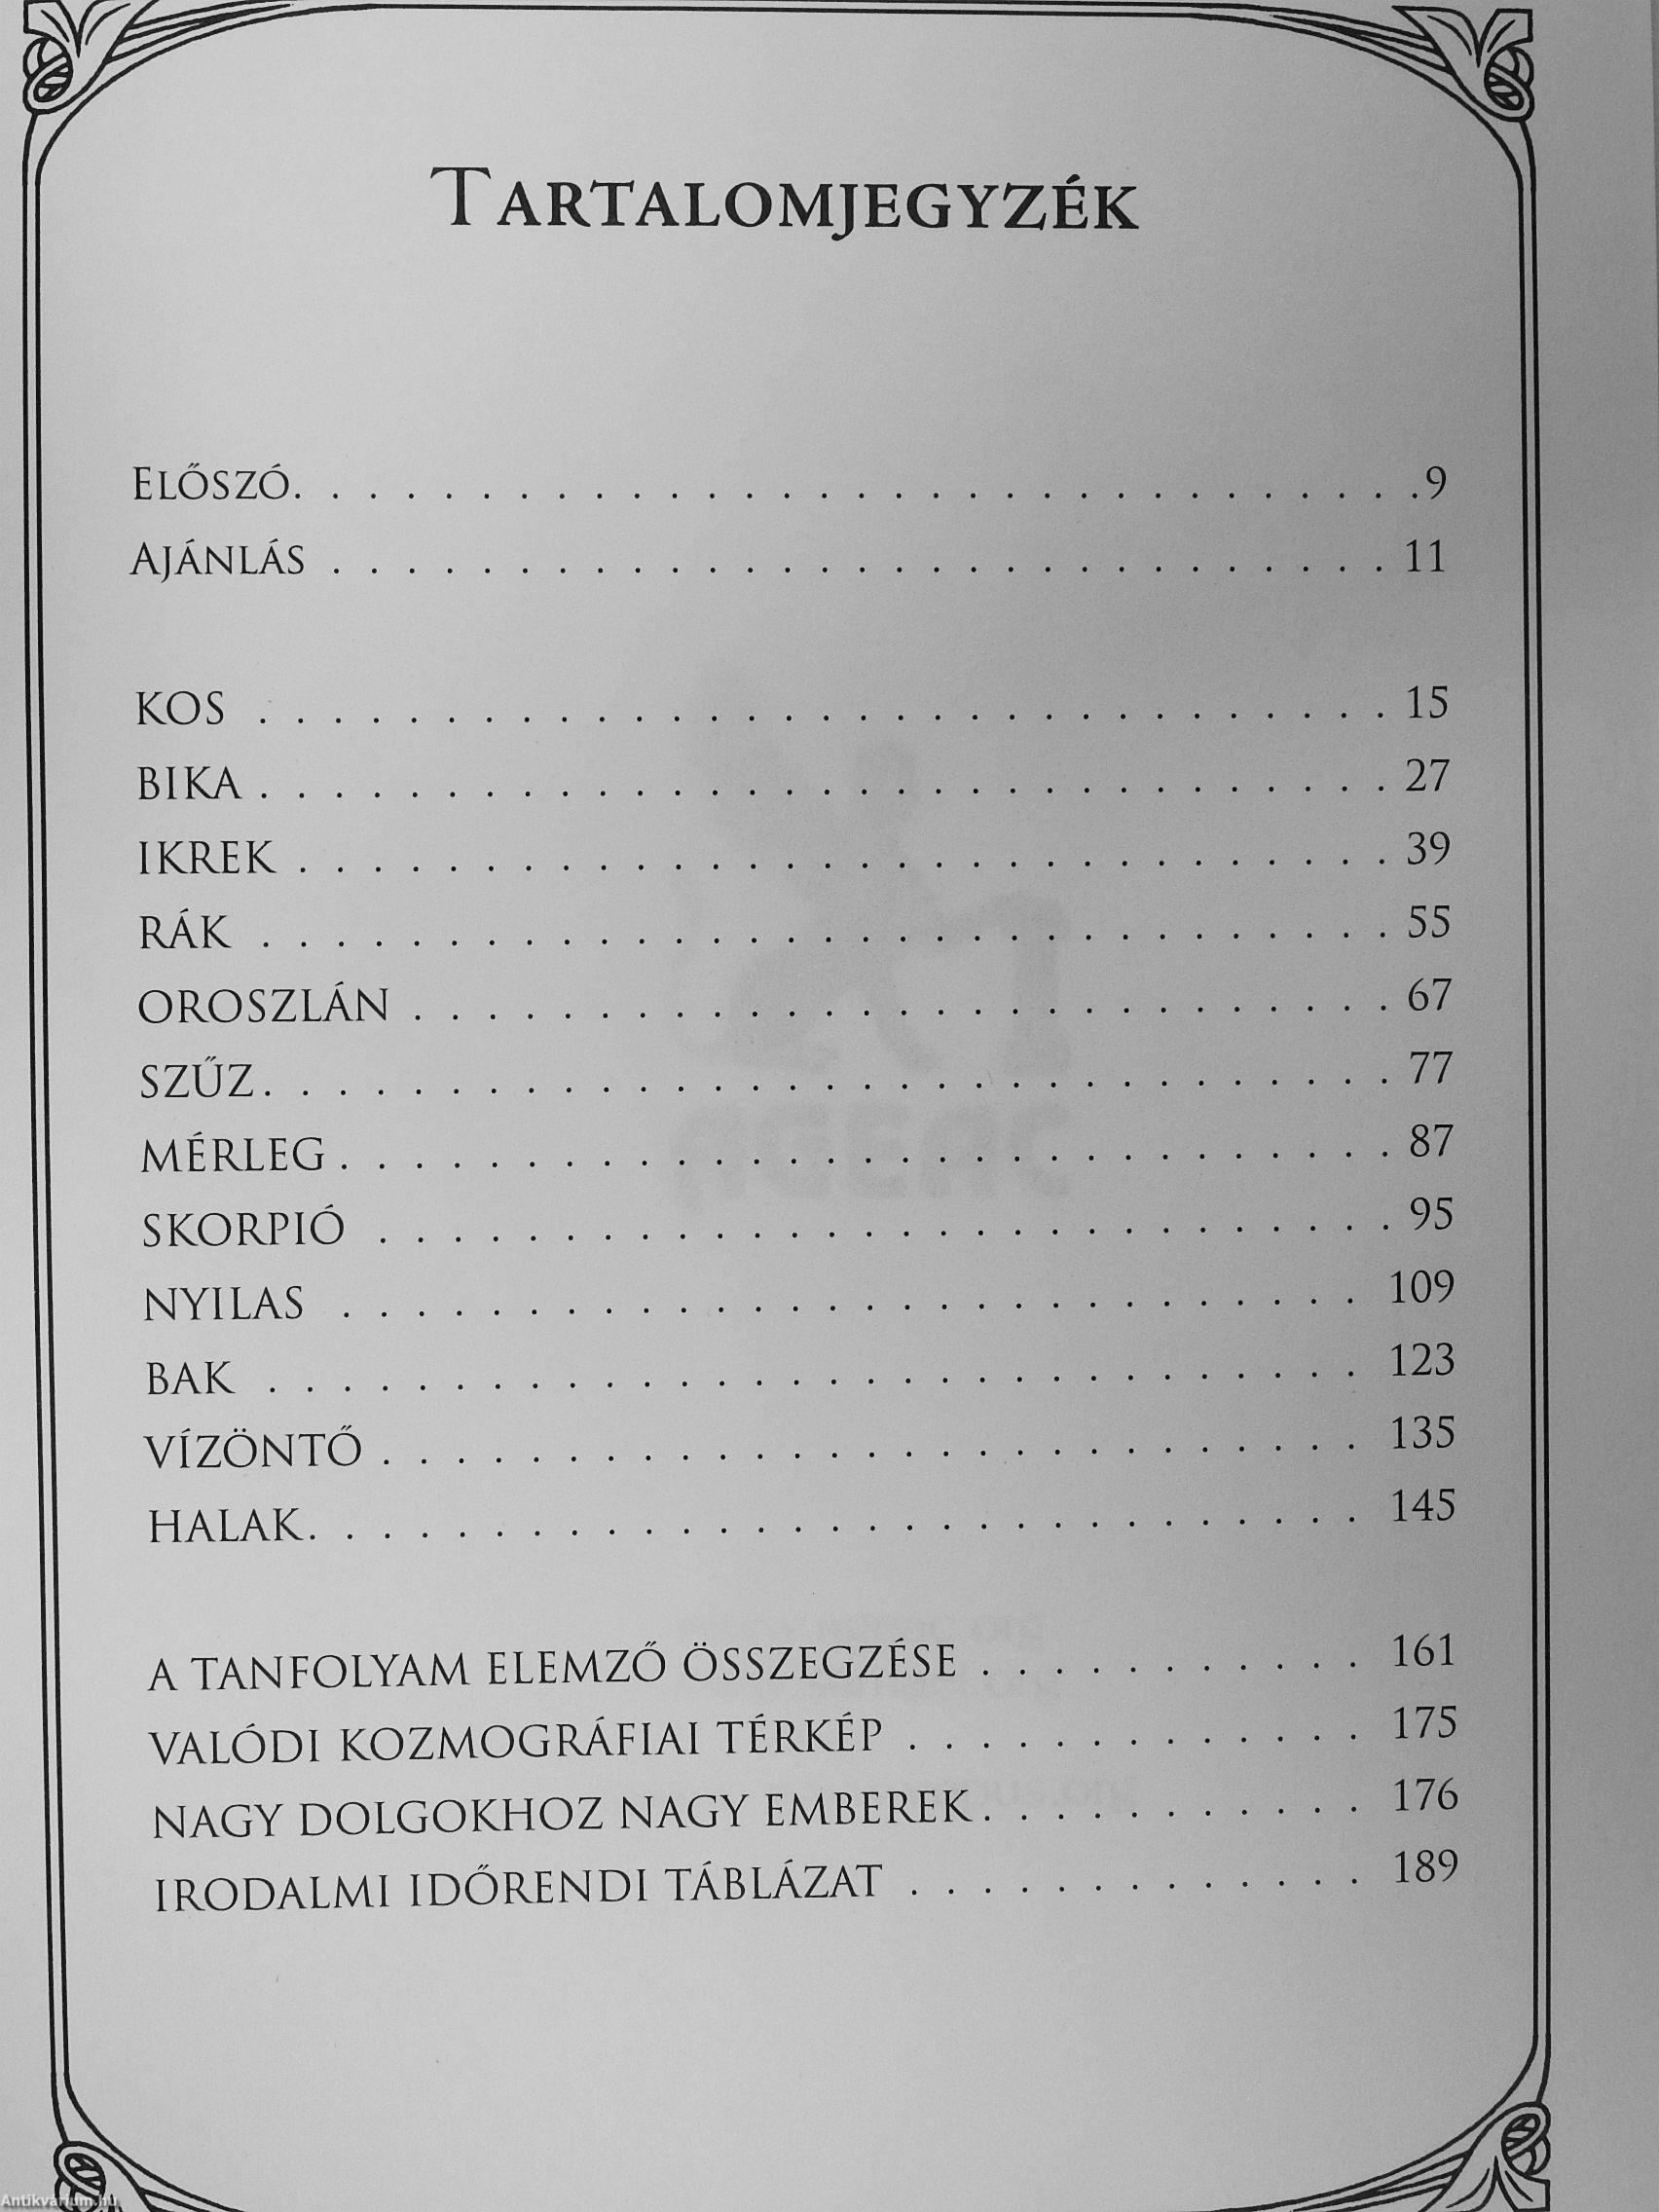 TARTALOMJEGYZÉK
ELŐSZÓ. . . . . . . . . . . . . . . . . . . . . . . . . . . . . . .9
AJÁNLÁS . . . . . . . . . . . . . . . . . . . . . . . . . . . . . 11
KOS . . . . . . . . . . . . . . . . . . . . . . . . . . . . . . . 15
BIKA . . . . . . . . . . . . . . . . . . . . . . . . . . . . . . . 27
IKREK . . . . . . . . . . . . . . . . . . . . . . . . . . . . . . 39
RÁK . . . . . . . . . . . . . . . . . . . . . . . . . . . . . . . 55
OROSZLÁN . . . . . . . . . . . . . . . . . . . . . . . . . . . 67
SZŰZ. . . . . . . . . . . . . . . . . . . . . . . . . . . . . . . 77
MÉRLEG . . . . . . . . . . . . . . . . . . . . . . . . . . . . . 87
SKORPIÓ . . . . . . . . . . . . . . . . . . . . . . . . . . . . 95
NYILAS . . . . . . . . . . . . . . . . . . . . . . . . . . . . 109
BAK . . . . . . . . . . . . . . . . . . . . . . . . . . . . . . 123
VÍZÖNTŐ . . . . . . . . . . . . . . . . . . . . . . . . . . . 135
HALAK. . . . . . . . . . . . . . . . . . . . . . . . . . . . . 145
A TANFOLYAM ELEMZŐ ÖSSZEGZÉSE . . . . . . . . . . . 161
VALÓDI KOZMOGRÁFIAI TÉRKÉP . . . . . . . . . . . . . 175
NAGY DOLGOKHOZ NAGY EMBEREK. . . . . . . . . . . 176
IRODALMI IDŐRENDI TÁBLÁZAT . . . . . . . . . . . . . 189
Antikvárium.hu